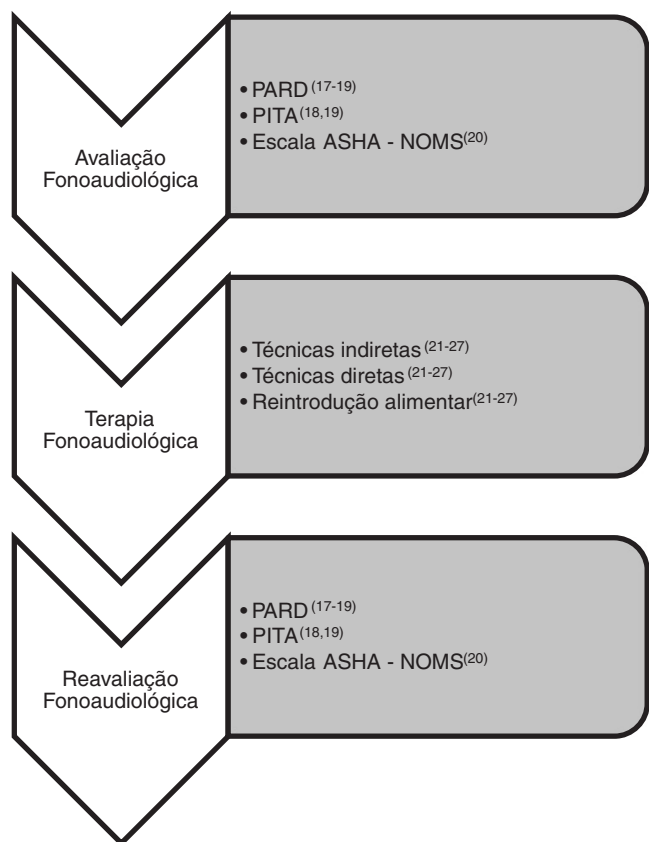 Avaliação
Fonoaudiológica
• PARD (17-19)
• PITA (18,19)
• Escala ASHA - NOMS(20)
Terapia
Fonoaudiológica
• Técnicas indiretas (21-27)
• Técnicas diretas (21-27)
• Reintrodução alimentar(21-27)
Reavaliação
Fonoaudiológica
• PARD (17-19)
• PITA (18,19)
• Escala ASHA - NOMS(20)